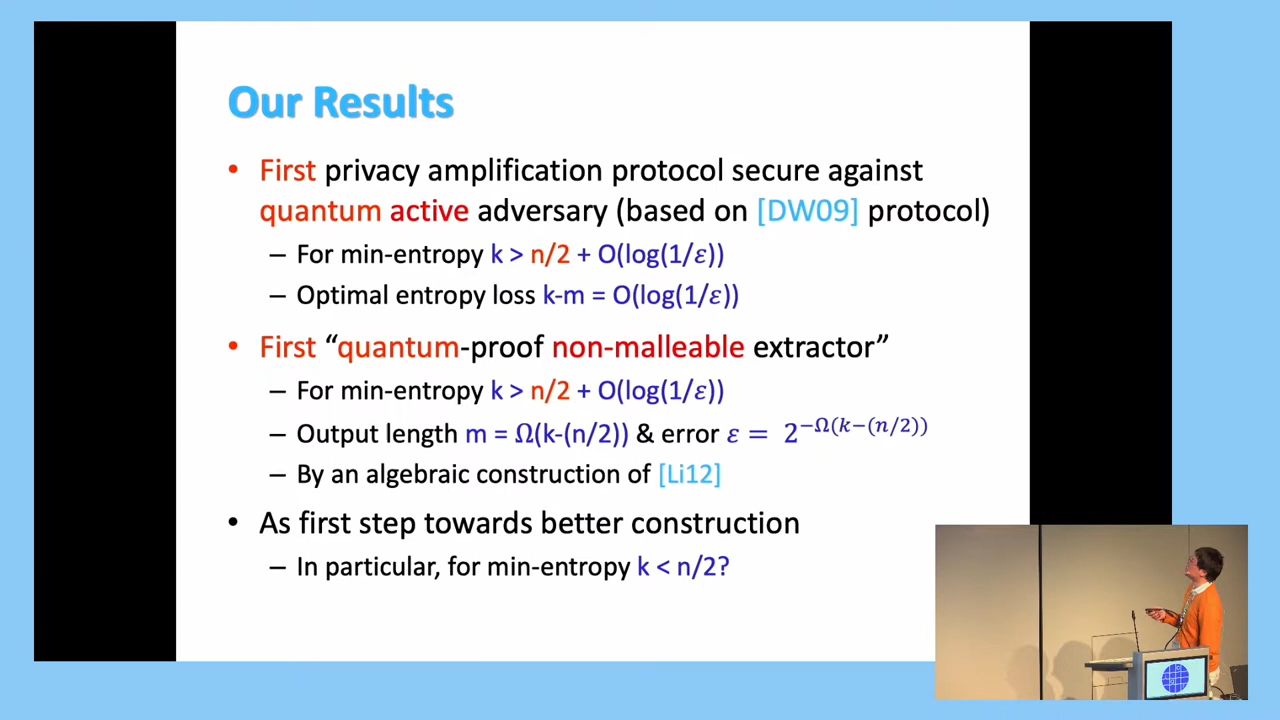 Our Results
• First privacy amplification protocol secure against
quantum active adversary (based on [DW09] protocol)
– For min-entropy k > n/2 + O(log(1/ε))
– Optimal entropy loss k-m = O(log(1/ε))
• First “quantum-proof non-malleable extractor”
– For min-entropy k > n/2 + O(log(1/ε))
– Output length m = Ω(k-(n/2)) & error ε = 2^{−Ω(k−(n/2))}
– By an algebraic construction of [Li12]
• As first step towards better construction
– In particular, for min-entropy k < n/2?